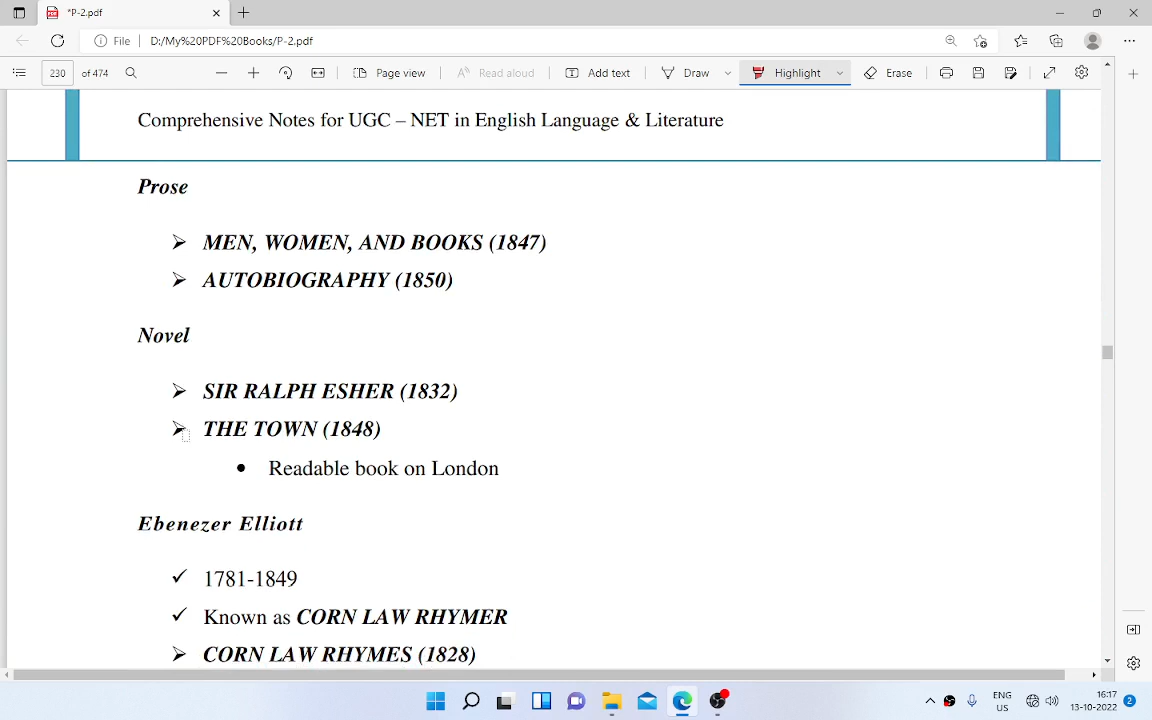 *P-2.pdf
File D:/My%20PDF%20Books/P-2.pdf
230 of 474 Page view Read aloud Add text Draw Highlight Erase
Comprehensive Notes for UGC – NET in English Language & Literature
Prose
➢ MEN, WOMEN, AND BOOKS (1847)
➢ AUTOBIOGRAPHY (1850)
Novel
➢ SIR RALPH ESHER (1832)
➢ THE TOWN (1848)
• Readable book on London
Ebenezer Elliott
✓ 1781-1849
✓ Known as CORN LAW RHYMER
➢ CORN LAW RHYMES (1828)
ENG 16:17
US 13-10-2022 2